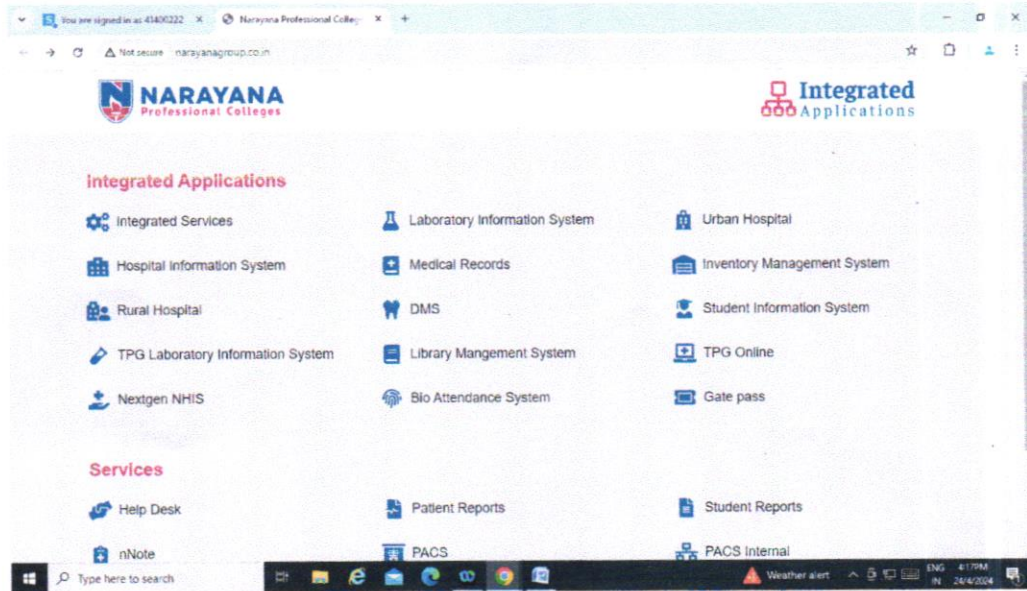 You are signed in as 41400222
Narayana Professional Colleg
Not secure narayanagroup.co.in
NARAYANA
Professional Colleges
Integrated
Applications
Integrated Applications
Integrated Services
Laboratory Information System
Urban Hospital
Hospital Information System
Medical Records
Inventory Management System
Rural Hospital
DMS
Student Information System
TPG Laboratory Information System
Library Mangement System
TPG Online
Nextgen NHIS
Bio Attendance System
Gate pass
Services
Help Desk
Patient Reports
Student Reports
nNote
PACS
PACS Internal
Type here to search
Weather alert
ENG
IN
4:17PM
24/4/2024